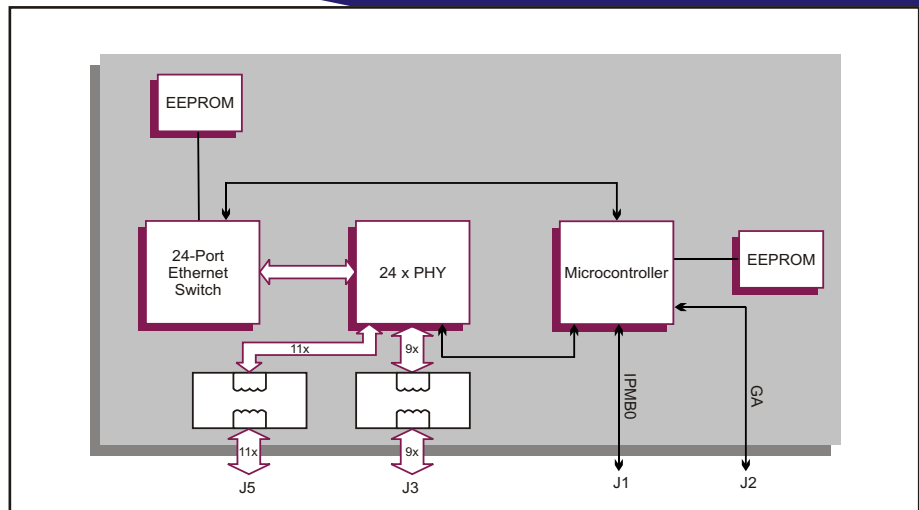 EEPROM
24-Port
Ethernet
Switch
24 x PHY
Microcontroller
EEPROM
11x
9x
IPMB0
GA
11x
9x
J5
J3
J1
J2